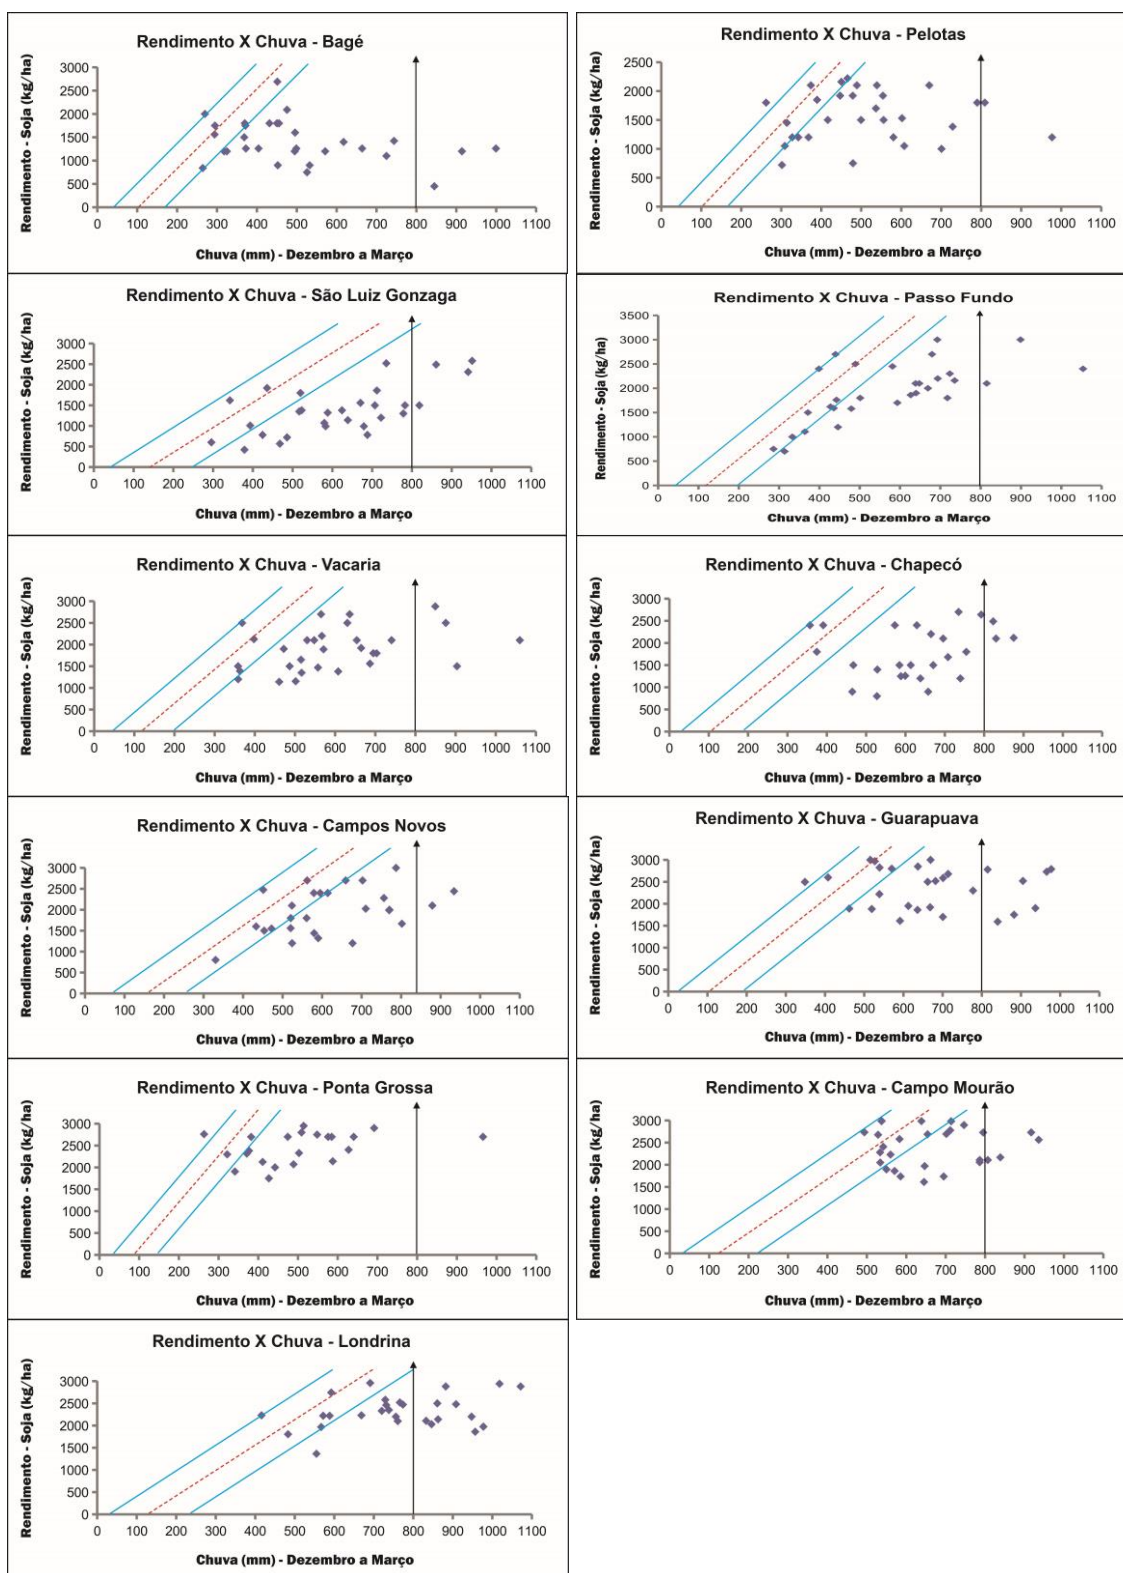 Rendimento X Chuva - Bagé
Rendimento - Soja (kg/ha)
3000
2500
2000
1500
1000
500
0
0 100 200 300 400 500 600 700 800 900 1000 1100
Chuva (mm) - Dezembro a Março
Rendimento X Chuva - Pelotas
Rendimento - Soja (kg/ha)
2500
2000
1500
1000
500
0
0 100 200 300 400 500 600 700 800 900 1000 1100
Chuva (mm) - Dezembro a Março
Rendimento X Chuva - São Luiz Gonzaga
Rendimento - Soja (kg/ha)
3000
2500
2000
1500
1000
500
0
0 100 200 300 400 500 600 700 800 900 1000 1100
Chuva (mm) - Dezembro a Março
Rendimento X Chuva - Passo Fundo
Rendimento - Soja (kg/ha)
3500
3000
2500
2000
1500
1000
500
0
0 100 200 300 400 500 600 700 800 900 1000 1100
Chuva (mm) - Dezembro a Março
Rendimento X Chuva - Vacaria
Rendimento - Soja (kg/ha)
3000
2500
2000
1500
1000
500
0
0 100 200 300 400 500 600 700 800 900 1000 1100
Chuva (mm) - Dezembro a Março
Rendimento X Chuva - Chapecó
Rendimento - Soja (kg/ha)
3000
2500
2000
1500
1000
500
0
0 100 200 300 400 500 600 700 800 900 1000 1100
Chuva (mm) - Dezembro a Março
Rendimento X Chuva - Campos Novos
Rendimento - Soja (kg/ha)
3000
2500
2000
1500
1000
500
0
0 100 200 300 400 500 600 700 800 900 1000 1100
Chuva (mm) - Dezembro a Março
Rendimento X Chuva - Guarapuava
Rendimento - Soja (kg/ha)
3000
2500
2000
1500
1000
500
0
0 100 200 300 400 500 600 700 800 900 1000 1100
Chuva (mm) - Dezembro a Março
Rendimento X Chuva - Ponta Grossa
Rendimento - Soja (kg/ha)
3000
2500
2000
1500
1000
500
0
0 100 200 300 400 500 600 700 800 900 1000 1100
Chuva (mm) - Dezembro a Março
Rendimento X Chuva - Campo Mourão
Rendimento - Soja (kg/ha)
3000
2500
2000
1500
1000
500
0
0 100 200 300 400 500 600 700 800 900 1000 1100
Chuva (mm) - Dezembro a Março
Rendimento X Chuva - Londrina
Rendimento - Soja (kg/ha)
3000
2500
2000
1500
1000
500
0
0 100 200 300 400 500 600 700 800 900 1000 1100
Chuva (mm) - Dezembro a Março